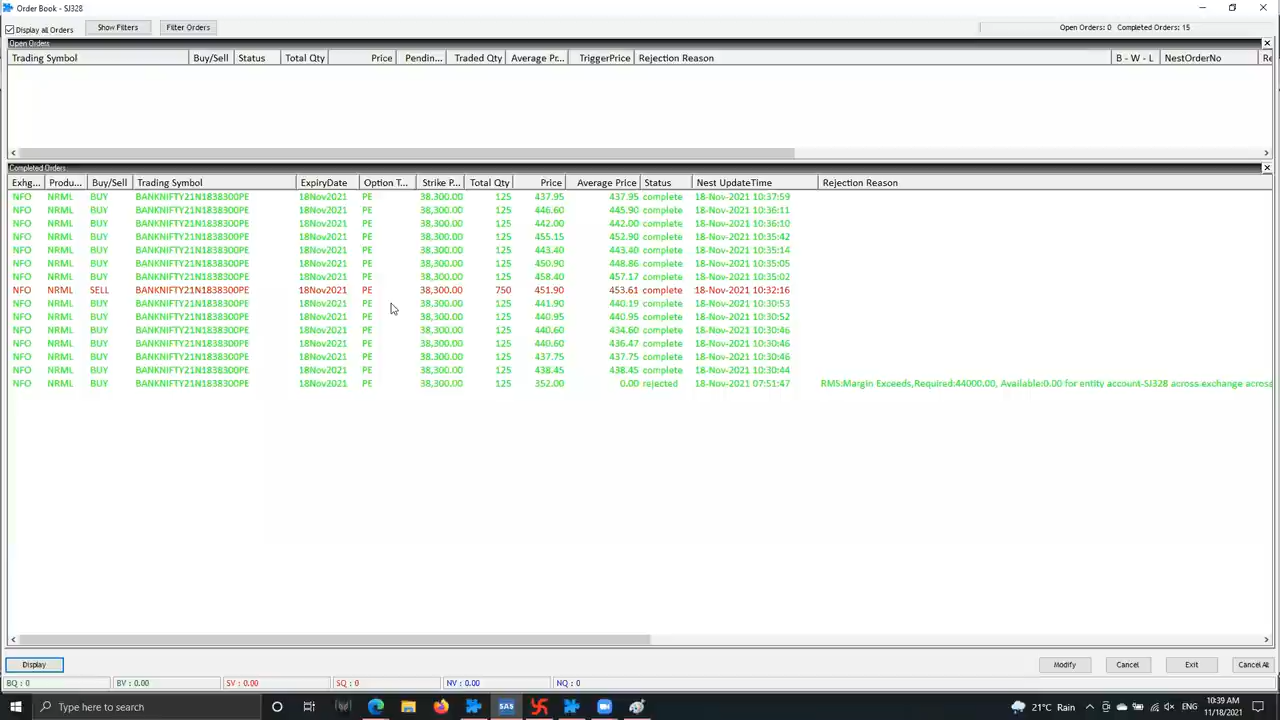 Order Book - SJ328
Display all Orders Show Filters Filter Orders Open Orders: 0 Completed Orders: 15
Open Orders
Trading Symbol Buy/Sell Status Total Qty Price Pendin... Traded Qty Average Pr... TriggerPrice Rejection Reason B - W - L NestOrderNo Re
Completed Orders
Exhg... Produ... Buy/Sell Trading Symbol ExpiryDate Option T... Strike P... Total Qty Price Average Price Status Nest UpdateTime Rejection Reason
NFO NRML BUY BANKNIFTY21N1838300PE 18Nov2021 PE 38,300.00 125 437.95 437.95 complete 18-Nov-2021 10:37:59
NFO NRML BUY BANKNIFTY21N1838300PE 18Nov2021 PE 38,300.00 125 446.60 445.90 complete 18-Nov-2021 10:36:11
NFO NRML BUY BANKNIFTY21N1838300PE 18Nov2021 PE 38,300.00 125 442.00 442.00 complete 18-Nov-2021 10:36:10
NFO NRML BUY BANKNIFTY21N1838300PE 18Nov2021 PE 38,300.00 125 455.15 452.90 complete 18-Nov-2021 10:35:42
NFO NRML BUY BANKNIFTY21N1838300PE 18Nov2021 PE 38,300.00 125 443.40 443.40 complete 18-Nov-2021 10:35:14
NFO NRML BUY BANKNIFTY21N1838300PE 18Nov2021 PE 38,300.00 125 450.90 448.86 complete 18-Nov-2021 10:35:05
NFO NRML BUY BANKNIFTY21N1838300PE 18Nov2021 PE 38,300.00 125 458.40 457.17 complete 18-Nov-2021 10:35:02
NFO NRML SELL BANKNIFTY21N1838300PE 18Nov2021 PE 38,300.00 750 451.90 453.61 complete 18-Nov-2021 10:32:16
NFO NRML BUY BANKNIFTY21N1838300PE 18Nov2021 PE 38,300.00 125 441.90 440.19 complete 18-Nov-2021 10:30:53
NFO NRML BUY BANKNIFTY21N1838300PE 18Nov2021 PE 38,300.00 125 440.95 440.95 complete 18-Nov-2021 10:30:52
NFO NRML BUY BANKNIFTY21N1838300PE 18Nov2021 PE 38,300.00 125 440.60 434.60 complete 18-Nov-2021 10:30:46
NFO NRML BUY BANKNIFTY21N1838300PE 18Nov2021 PE 38,300.00 125 440.60 436.47 complete 18-Nov-2021 10:30:46
NFO NRML BUY BANKNIFTY21N1838300PE 18Nov2021 PE 38,300.00 125 437.75 437.75 complete 18-Nov-2021 10:30:46
NFO NRML BUY BANKNIFTY21N1838300PE 18Nov2021 PE 38,300.00 125 438.45 438.45 complete 18-Nov-2021 10:30:44
NFO NRML BUY BANKNIFTY21N1838300PE 18Nov2021 PE 38,300.00 125 352.00 0.00 rejected 18-Nov-2021 07:51:47 RMS:Margin Exceeds,Required:44000.00, Available:0.00 for entity account-SJ328 across exchange across
Display Modify Cancel Exit Cancel All
BQ : 0 BV : 0.00 SV : 0.00 SQ : 0 NV : 0.00 NQ : 0
Type here to search SAS 21°C Rain ENG 10:39 AM
11/18/2021